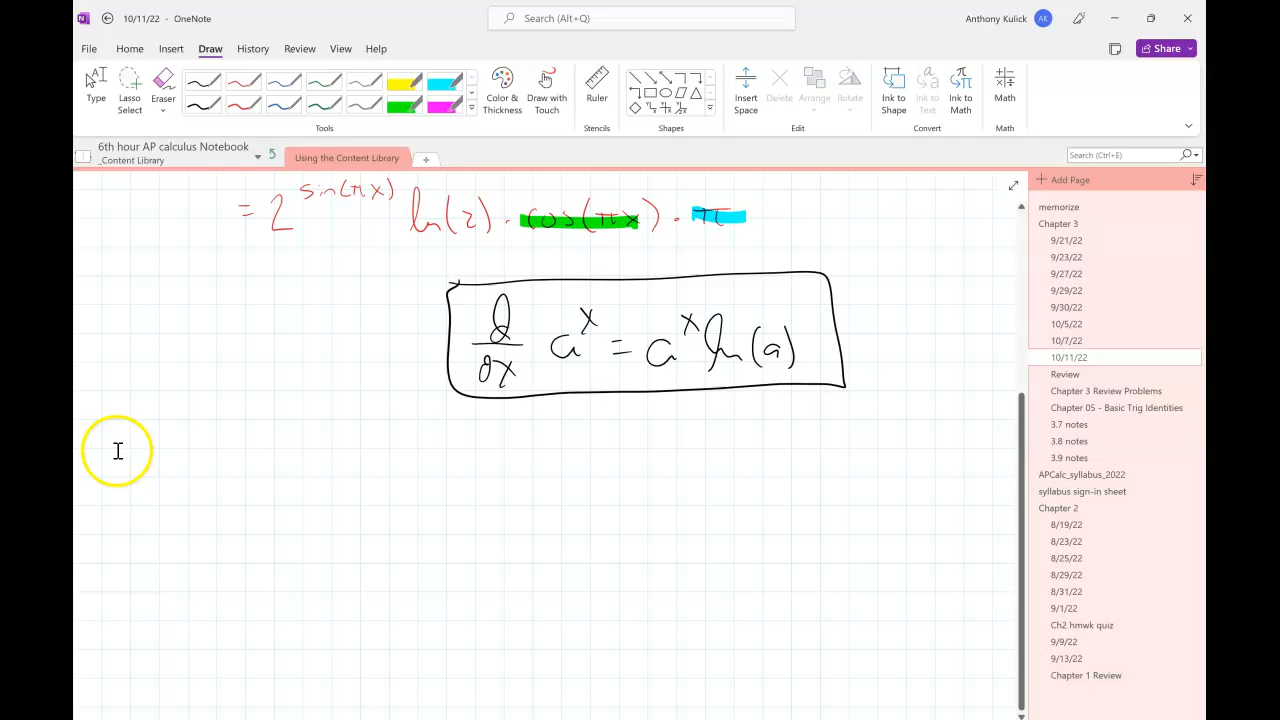 10/11/22 - OneNote
Search (Alt+Q)
Anthony Kulick AK
File Home Insert Draw History Review View Help
Share
Type Lasso Select Eraser Color & Thickness Draw with Touch Ruler Insert Space Delete Arrange Rotate Ink to Shape Ink to Text Ink to Math Math
Tools Stencils Shapes Edit Convert Math
6th hour AP calculus Notebook
_Content Library
Using the Content Library
Search (Ctrl+E)
= 2^sin(πx) ln(2) · cos(πx) · π
d/dx a^x = a^x ln(a)
Add Page
memorize
Chapter 3
9/21/22
9/23/22
9/27/22
9/29/22
9/30/22
10/5/22
10/7/22
10/11/22
Review
Chapter 3 Review Problems
Chapter 05 - Basic Trig Identities
3.7 notes
3.8 notes
3.9 notes
APCalc_syllabus_2022
syllabus sign-in sheet
Chapter 2
8/19/22
8/23/22
8/25/22
8/29/22
8/31/22
9/1/22
Ch2 hmwk quiz
9/9/22
9/13/22
Chapter 1 Review